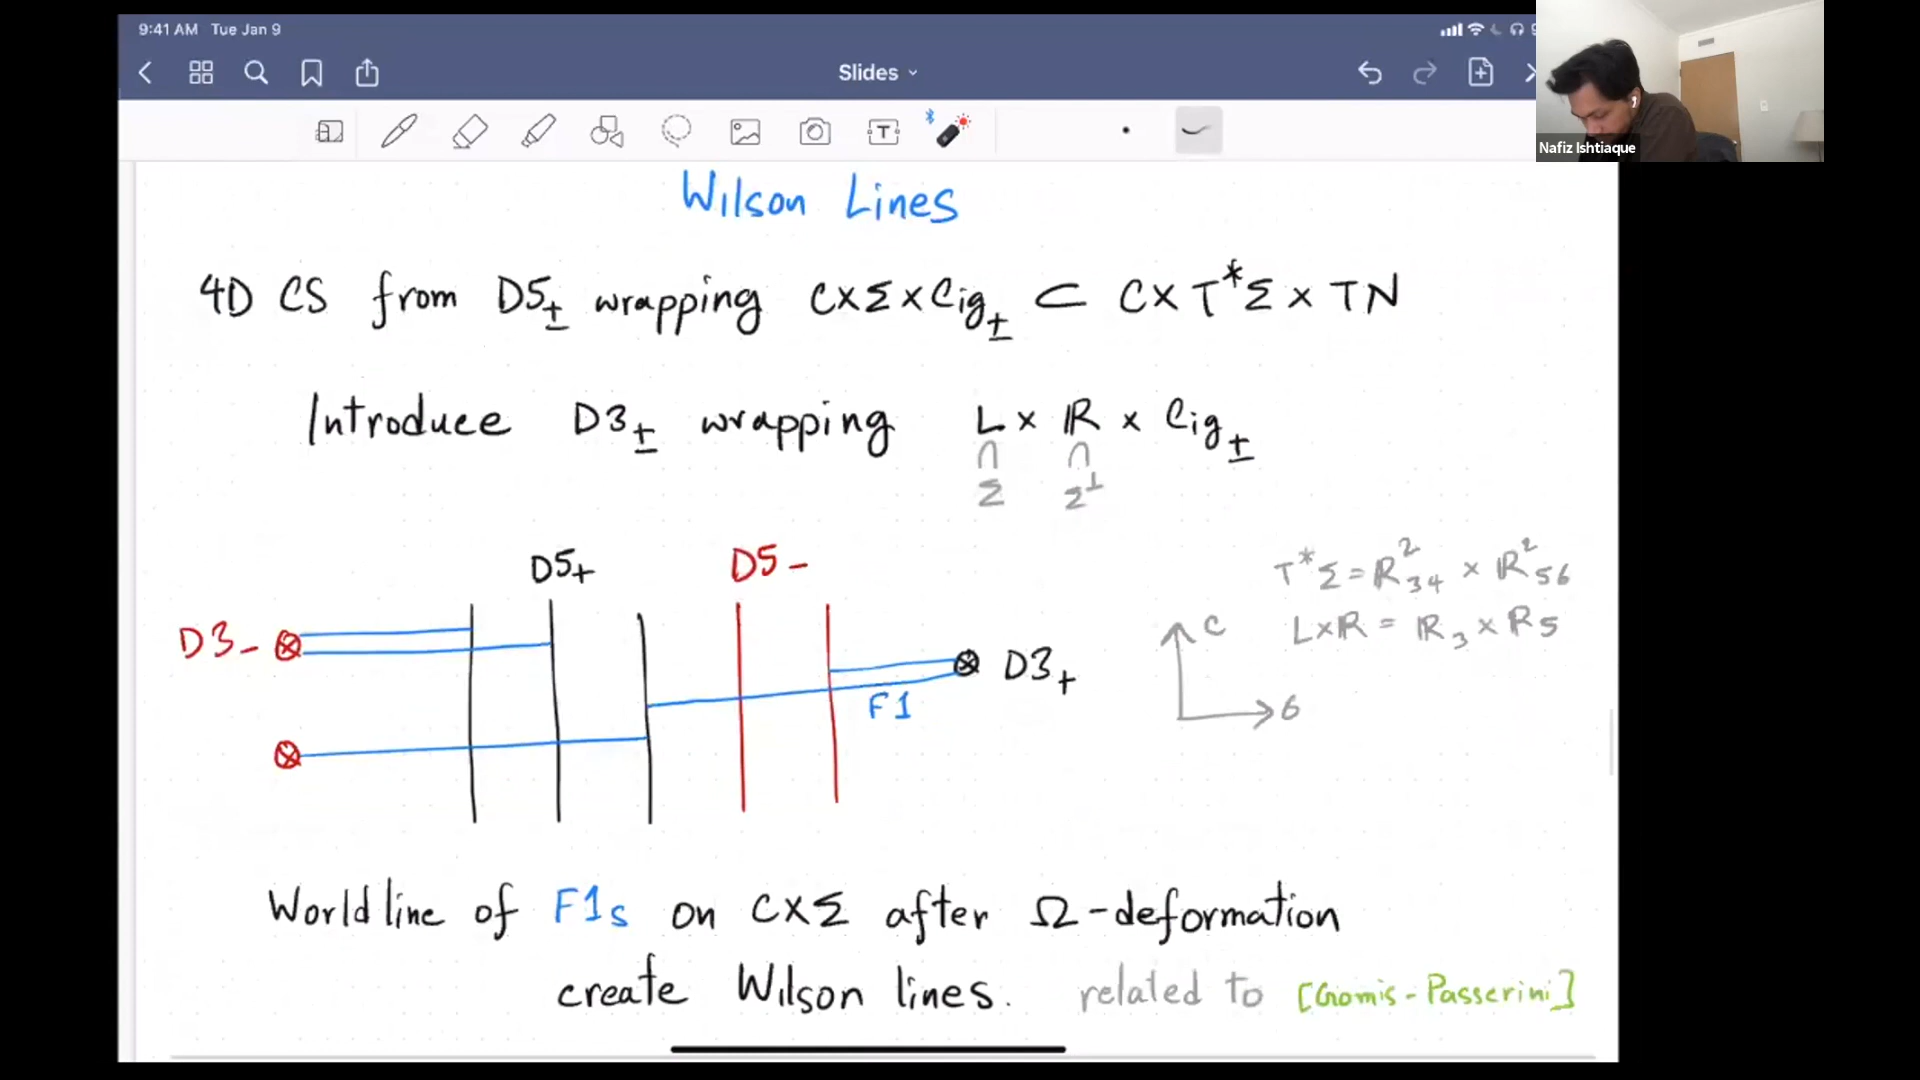 9:41 AM Tue Jan 9
Slides
Nafiz Ishtiaque
Wilson Lines
4D CS from D5± wrapping C×Σ×Cig± ⊂ C×T*Σ×TN
Introduce D3± wrapping L × ℝ × Cig±
∩ ∩
Σ Σ⊥
D5+ D5-
T*Σ = ℝ²₃₄ × ℝ²₅₆
C L×ℝ = ℝ₃ × ℝ₅
D3- D3+
F1 6
World line of F1s on C×Σ after Ω-deformation
create Wilson lines. related to [Gomis-Passerini]